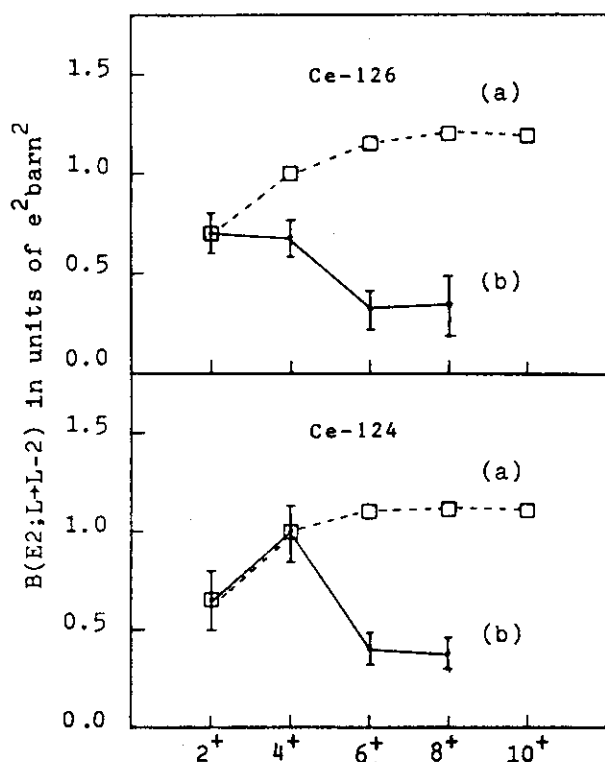 B(E2;L→L-2) in units of e²barn²
1.5
1.0
0.5
0.0
Ce-126
(a)
(b)
1.5
1.0
0.5
0.0
Ce-124
(a)
(b)
2⁺ 4⁺ 6⁺ 8⁺ 10⁺